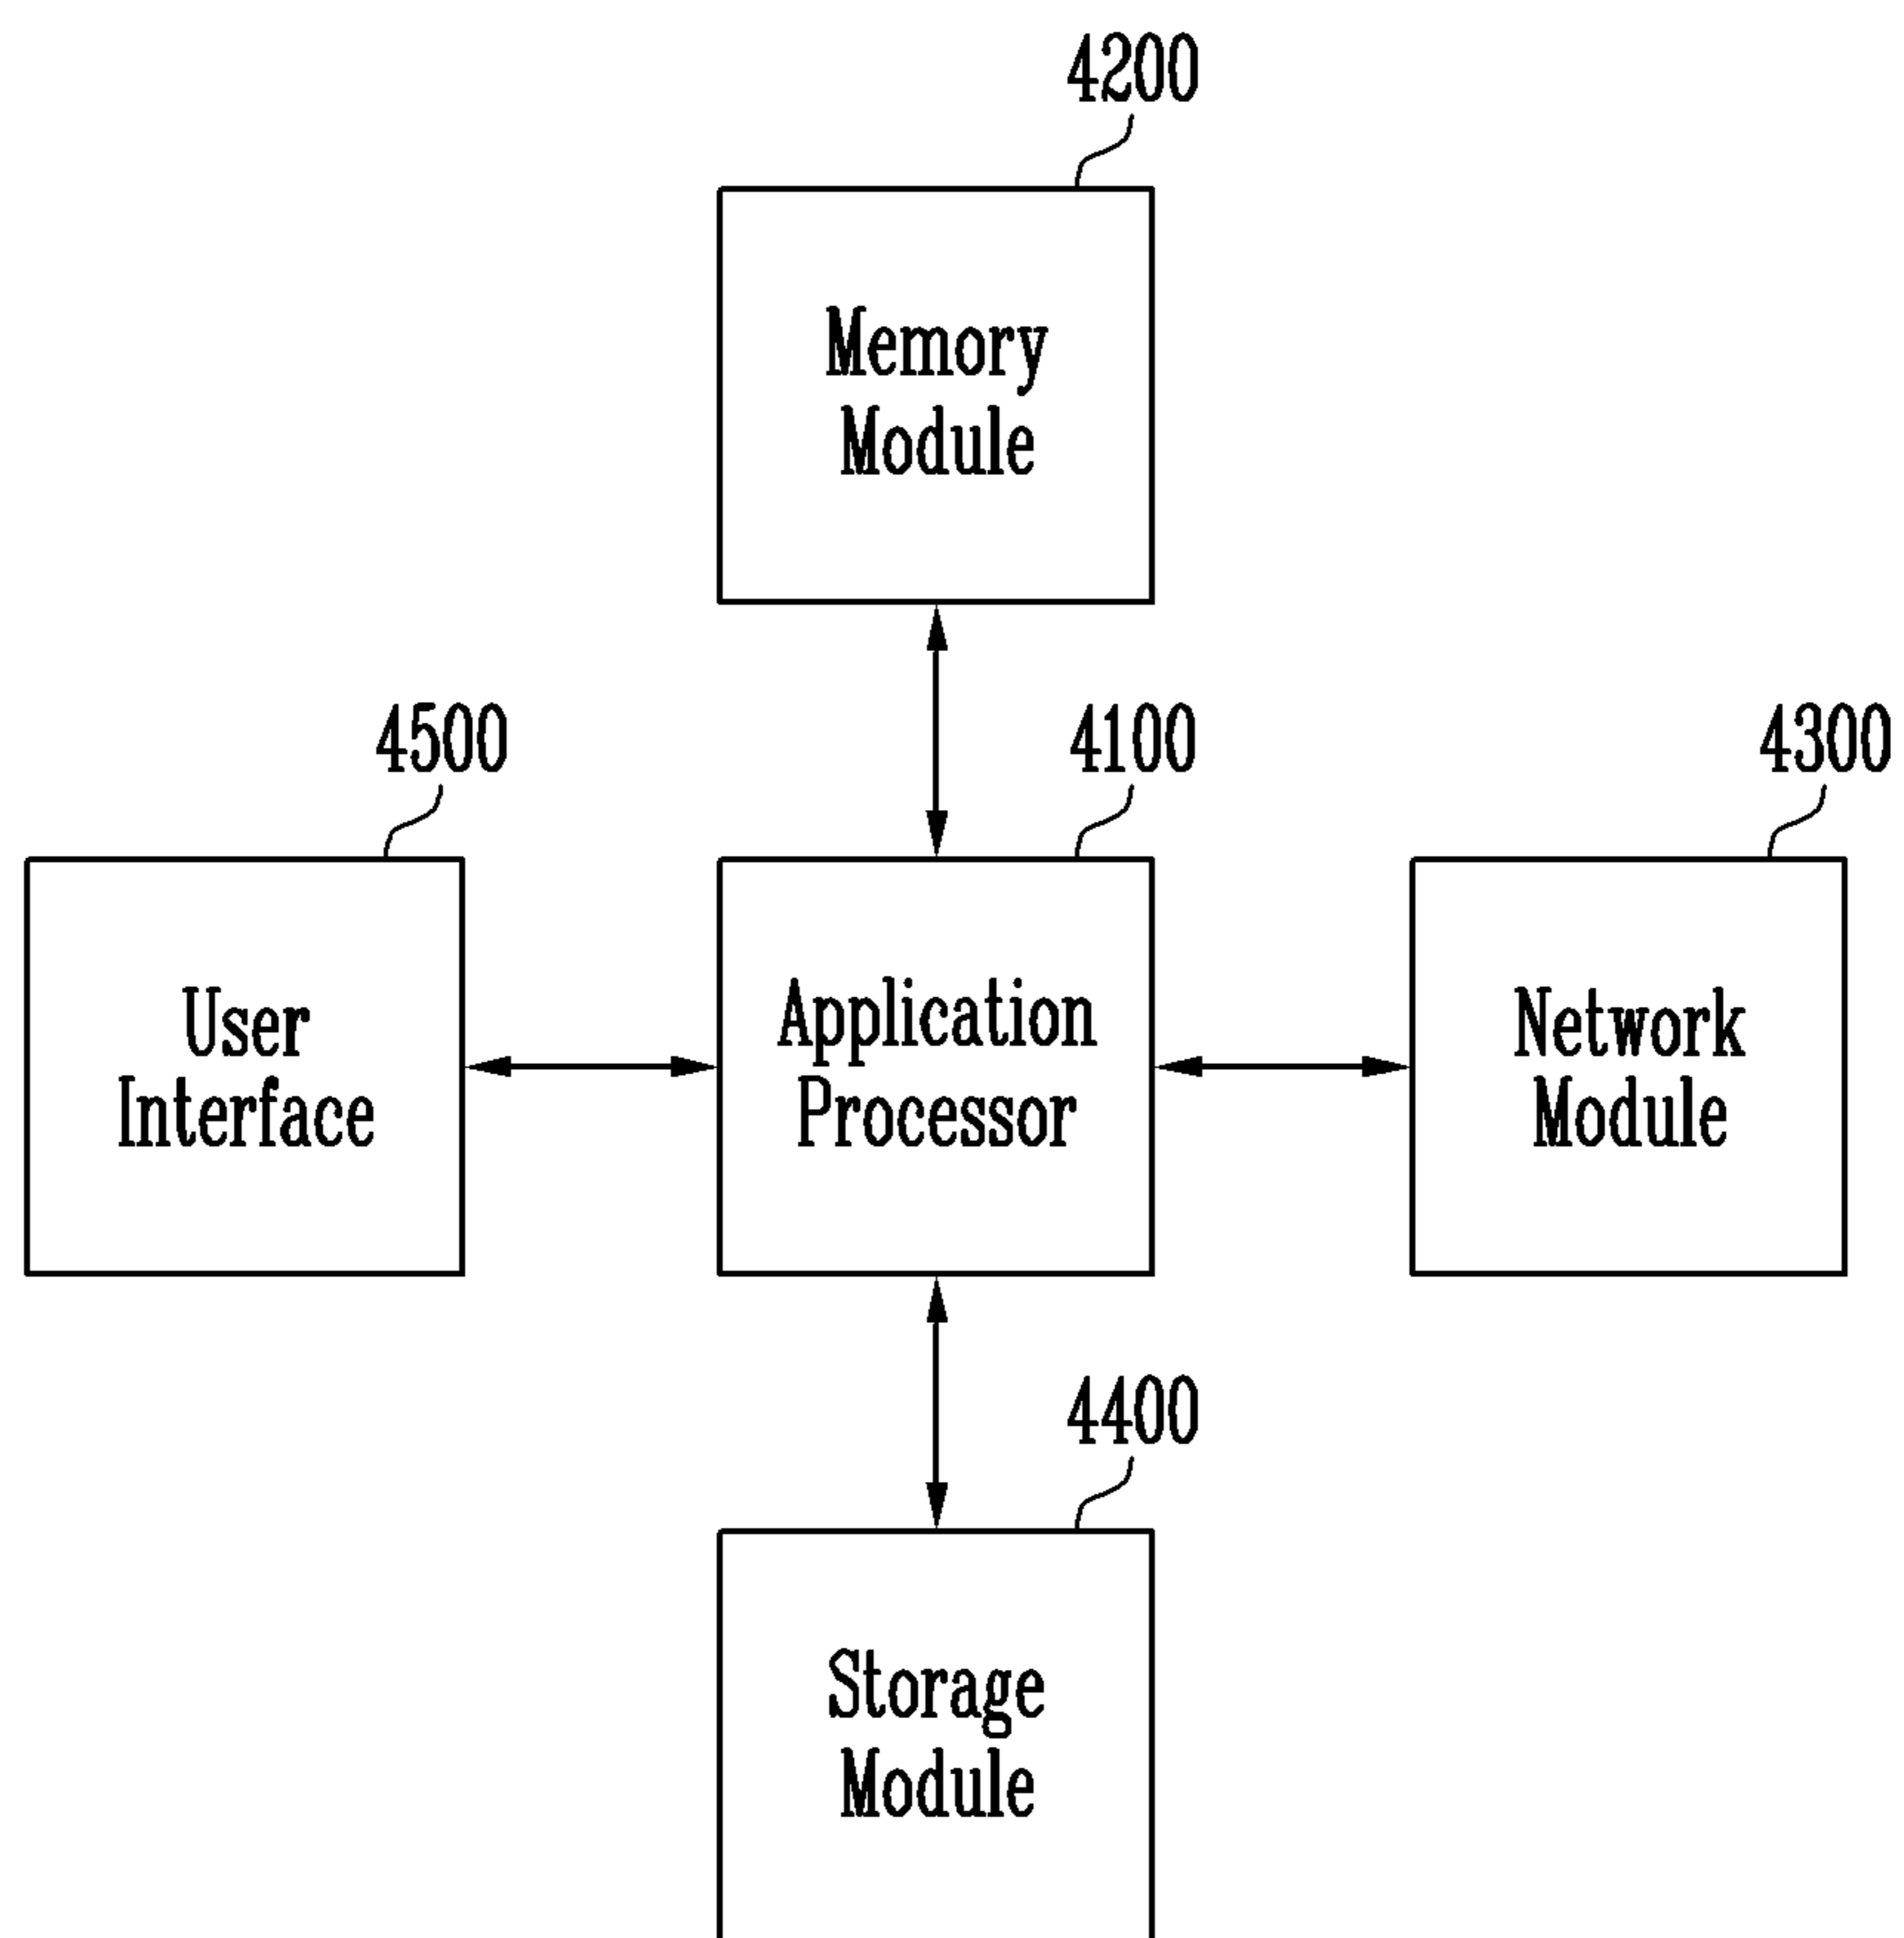 4200
Memory
Module
4500
4100
4300
User
Interface
Application
Processor
Network
Module
4400
Storage
Module